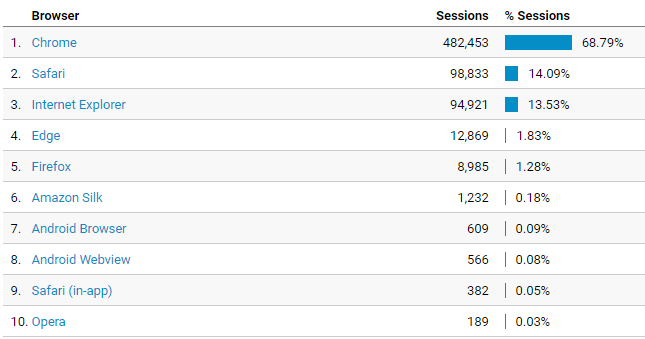 Browser Sessions % Sessions
1. Chrome 482,453 68.79%
2. Safari 98,833 14.09%
3. Internet Explorer 94,921 13.53%
4. Edge 12,869 1.83%
5. Firefox 8,985 1.28%
6. Amazon Silk 1,232 0.18%
7. Android Browser 609 0.09%
8. Android Webview 566 0.08%
9. Safari (in-app) 382 0.05%
10. Opera 189 0.03%